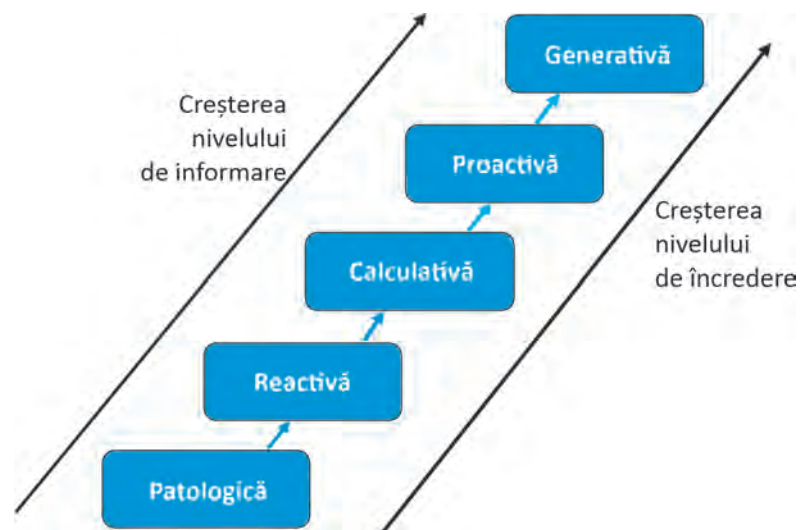 Generativă
Creșterea
nivelului
de informare
Proactivă
Creșterea
nivelului
de încredere
Calculativă
Reactivă
Patologică